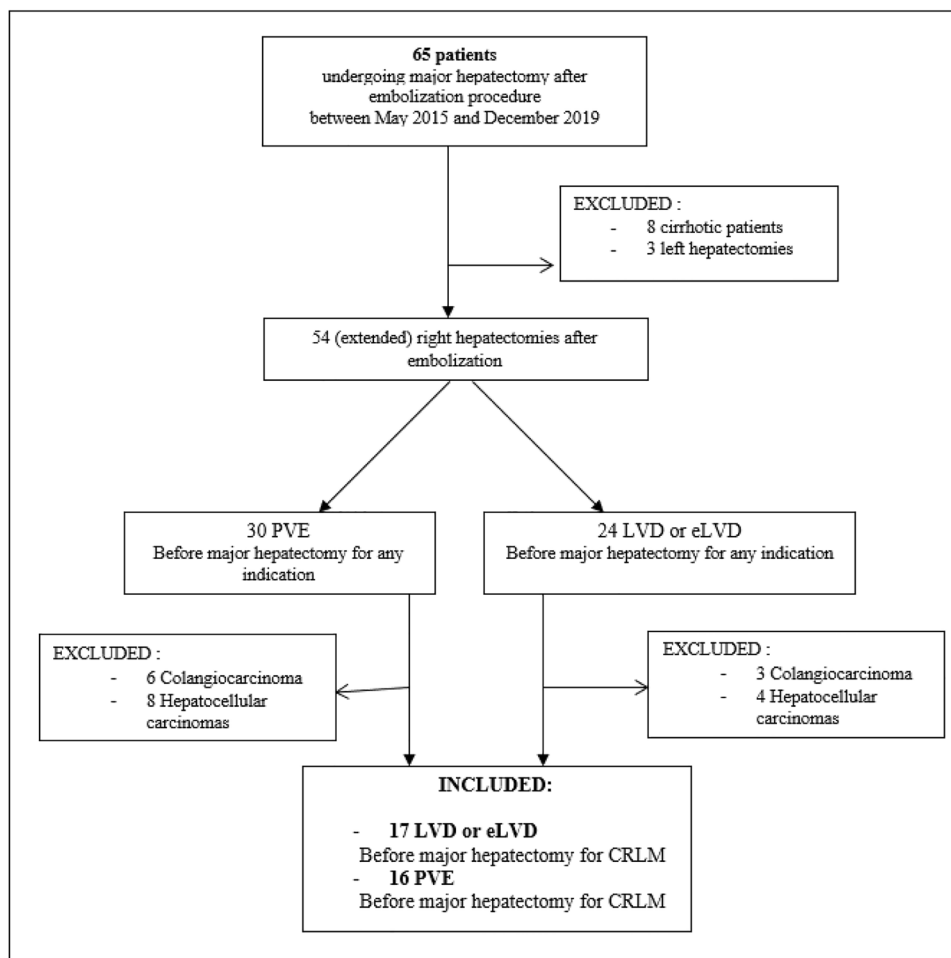 65 patients
undergoing major hepatectomy after
embolization procedure
between May 2015 and December 2019
EXCLUDED :
- 8 cirrhotic patients
- 3 left hepatectomies
54 (extended) right hepatectomies after
embolization
30 PVE
Before major hepatectomy for any
indication
24 LVD or eLVD
Before major hepatectomy for any indication
EXCLUDED :
- 6 Colangiocarcinoma
- 8 Hepatocellular
carcinomas
EXCLUDED :
- 3 Colangiocarcinoma
- 4 Hepatocellular
carcinomas
INCLUDED:
- 17 LVD or eLVD
Before major hepatectomy for CRLM
- 16 PVE
Before major hepatectomy for CRLM